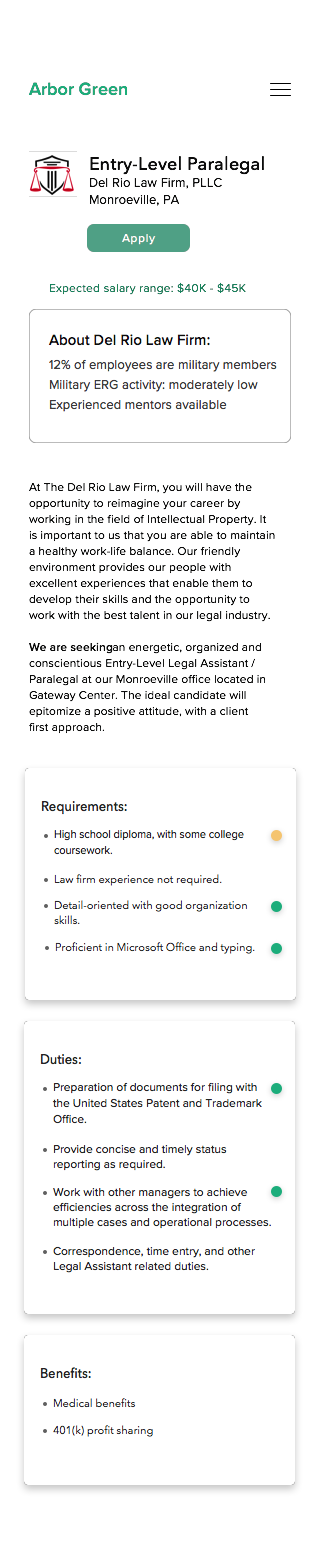 Arbor Green
Entry-Level Paralegal
Del Rio Law Firm, PLLC
Monroeville, PA
Apply
Expected salary range: $40K - $45K
About Del Rio Law Firm:
12% of employees are military members
Military ERG activity: moderately low
Experienced mentors available
At The Del Rio Law Firm, you will have the
opportunity to reimagine your career by
working in the field of Intellectual Property. It
is important to us that you are able to maintain
a healthy work-life balance. Our friendly
environment provides our people with
excellent experiences that enable them to
develop their skills and the opportunity to
work with the best talent in our legal industry.
We are seekingan energetic, organized and
conscientious Entry-Level Legal Assistant /
Paralegal at our Monroeville office located in
Gateway Center. The ideal candidate will
epitomize a positive attitude, with a client
first approach.
Requirements:
• High school diploma, with some college
coursework.
• Law firm experience not required.
• Detail-oriented with good organization
skills.
• Proficient in Microsoft Office and typing.
Duties:
• Preparation of documents for filing with
the United States Patent and Trademark
Office.
• Provide concise and timely status
reporting as required.
• Work with other managers to achieve
efficiencies across the integration of
multiple cases and operational processes.
• Correspondence, time entry, and other
Legal Assistant related duties.
Benefits:
• Medical benefits
• 401(k) profit sharing